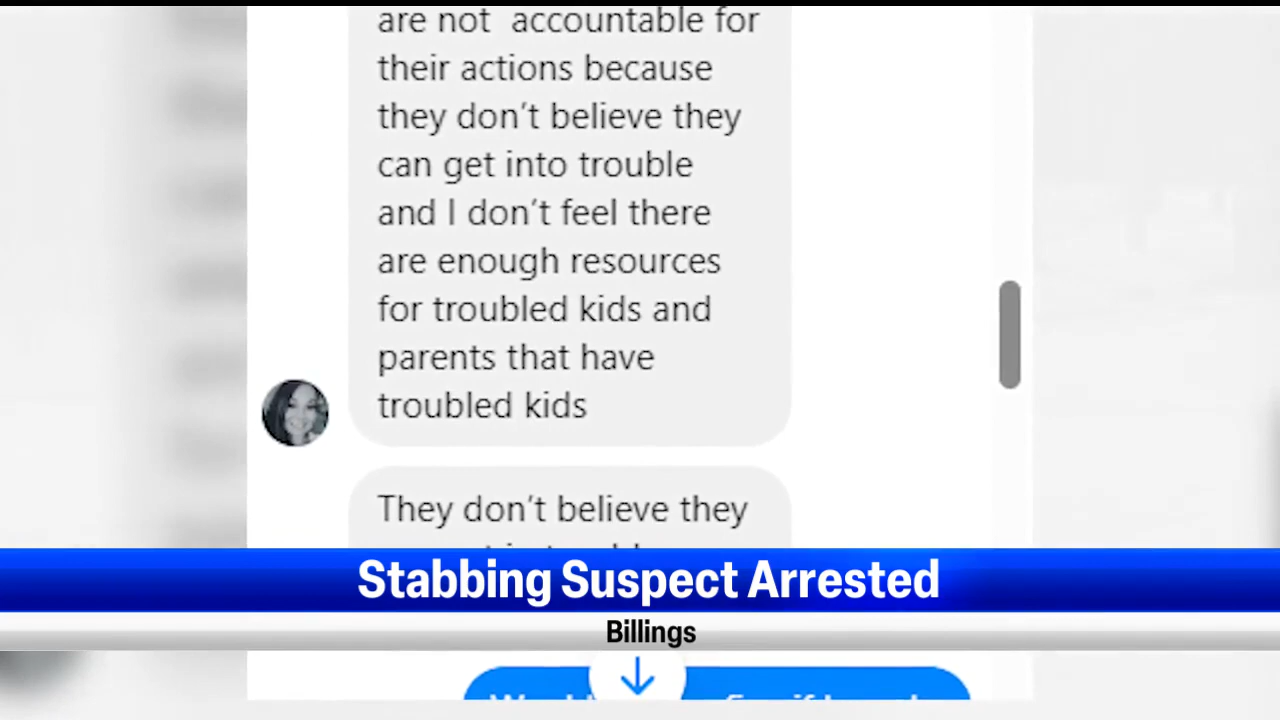 are not accountable for
their actions because
they don't believe they
can get into trouble
and I don't feel there
are enough resources
for troubled kids and
parents that have
troubled kids
They don't believe they
Stabbing Suspect Arrested
Billings